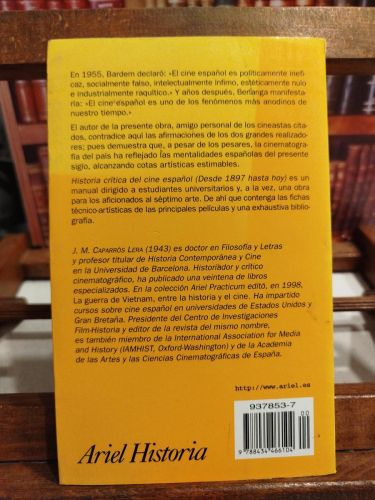 En 1955, Bardem declaró: «El cine español es políticamente inefi-
caz, socialmente falso, intelectualmente ínfimo, estéticamente nulo
e industrialmente raquítico.» Y años después, Berlanga manifesta-
ría: «El cine español es uno de los fenómenos más anodinos de
nuestro tiempo.»
El autor de la presente obra, amigo personal de los cineastas cita-
dos, contradice aquí las afirmaciones de los dos grandes realizado-
res; pues demuestra que, a pesar de los pesares, la cinematogra-
fía del país ha reflejado las mentalidades españolas del presente
siglo, alcanzando cotas artísticas estimables.
Historia crítica del cine español (Desde 1897 hasta hoy) es un
manual dirigido a estudiantes universitarios y, a la vez, una obra
para los aficionados al séptimo arte. De ahí que contenga las fichas
técnico-artísticas de las principales películas y una exhaustiva biblio-
grafía.
J. M. CAPARRÓS LERA (1943) es doctor en Filosofía y Letras
y profesor titular de Historia Contemporánea y Cine
en la Universidad de Barcelona. Historiador y crítico
cinematográfico, ha publicado una veintena de libros
especializados. En la colección Ariel Practicum editó, en 1998,
La guerra de Vietnam, entre la historia y el cine. Ha impartido
cursos sobre cine español en universidades de Estados Unidos y
Gran Bretaña. Presidente del Centro de Investigaciones
Film-Historia y editor de la revista del mismo nombre,
es también miembro de la International Association for Media
and History (IAMHIST, Oxford-Washington) y de la Academia
de las Artes y las Ciencias Cinematográficas de España.
http://www.ariel.es
937853-7
00
9 788434 466104
Ariel Historia